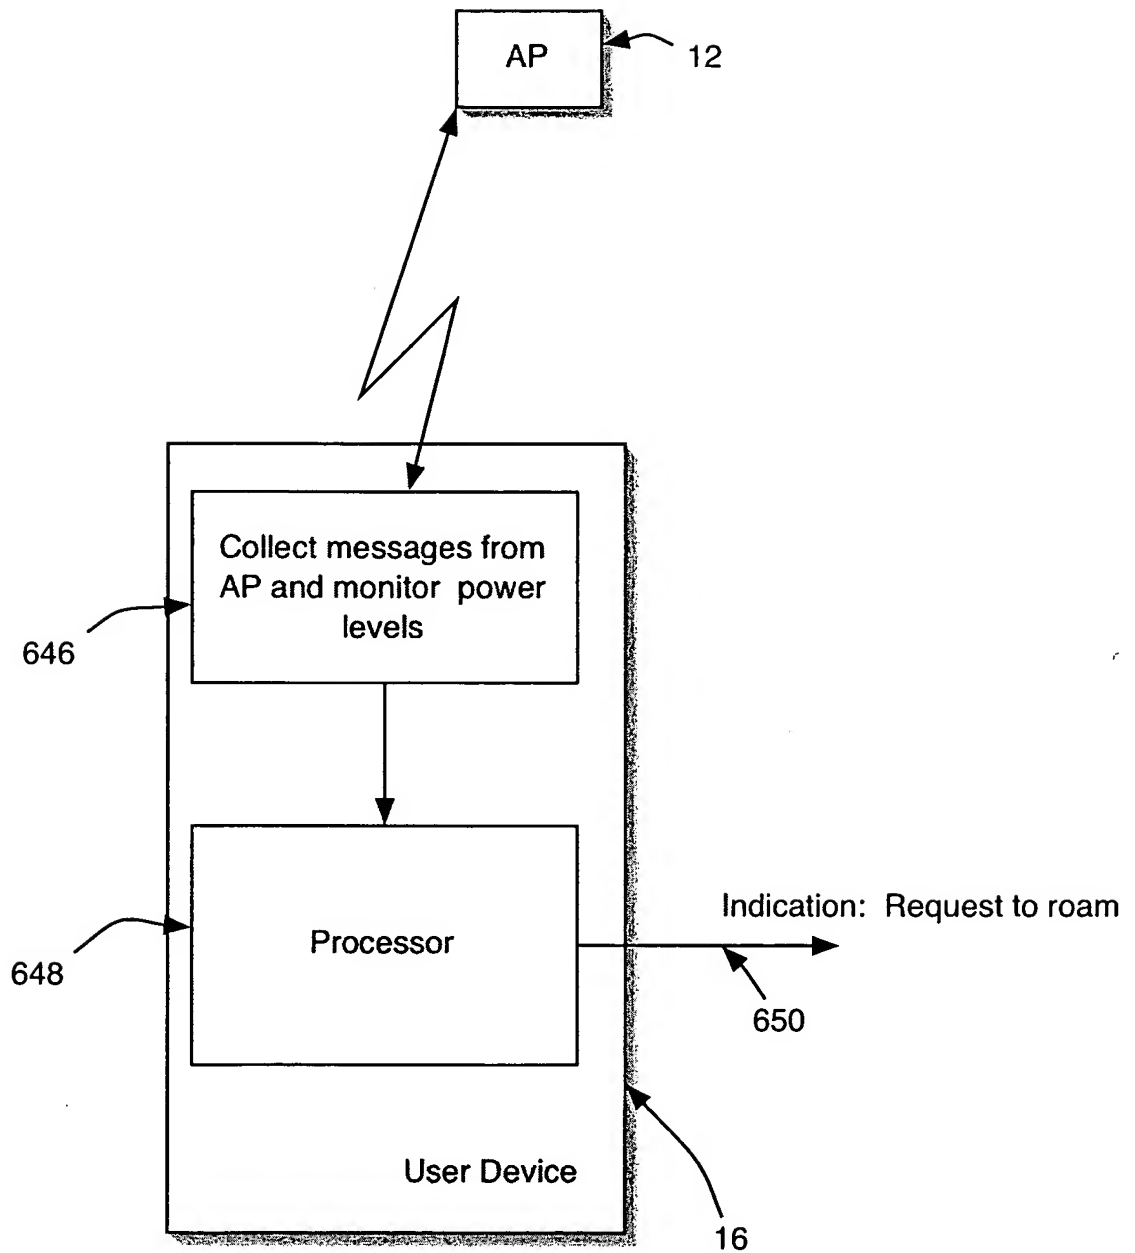 AP
12
Collect messages from
AP and monitor power
levels
646
Indication: Request to roam
Processor
648
650
User Device
16